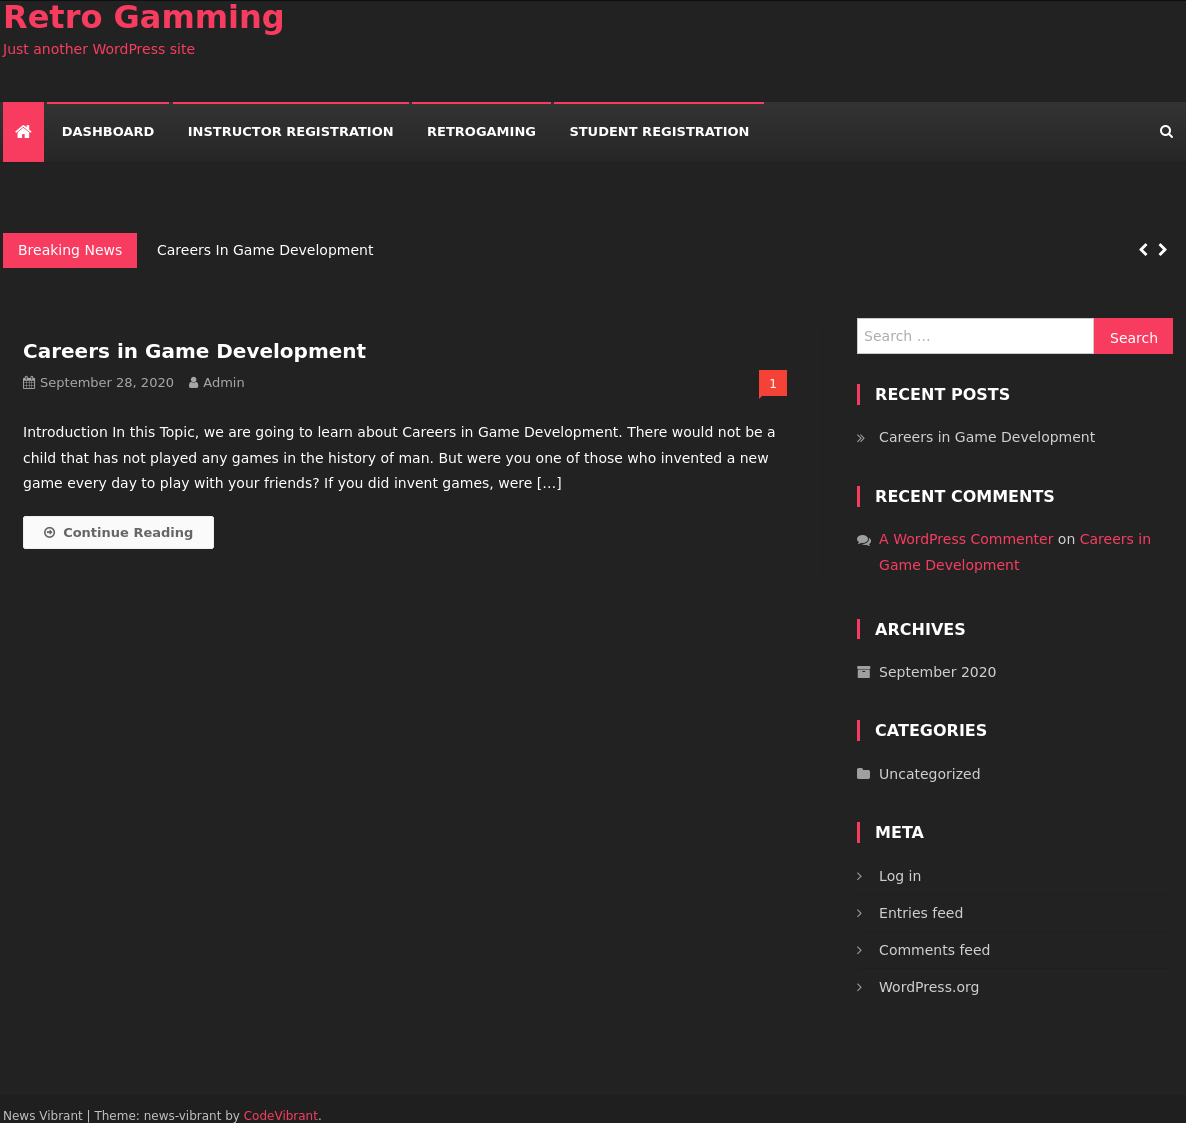 Retro Gamming
Just another WordPress site
DASHBOARD INSTRUCTOR REGISTRATION RETROGAMING STUDENT REGISTRATION
Breaking News Careers In Game Development
Careers in Game Development
September 28, 2020 Admin 1
Introduction In this Topic, we are going to learn about Careers in Game Development. There would not be a
child that has not played any games in the history of man. But were you one of those who invented a new
game every day to play with your friends? If you did invent games, were […]
Continue Reading
Search … Search
RECENT POSTS
Careers in Game Development
RECENT COMMENTS
A WordPress Commenter on Careers in
Game Development
ARCHIVES
September 2020
CATEGORIES
Uncategorized
META
Log in
Entries feed
Comments feed
WordPress.org
News Vibrant | Theme: news-vibrant by CodeVibrant.